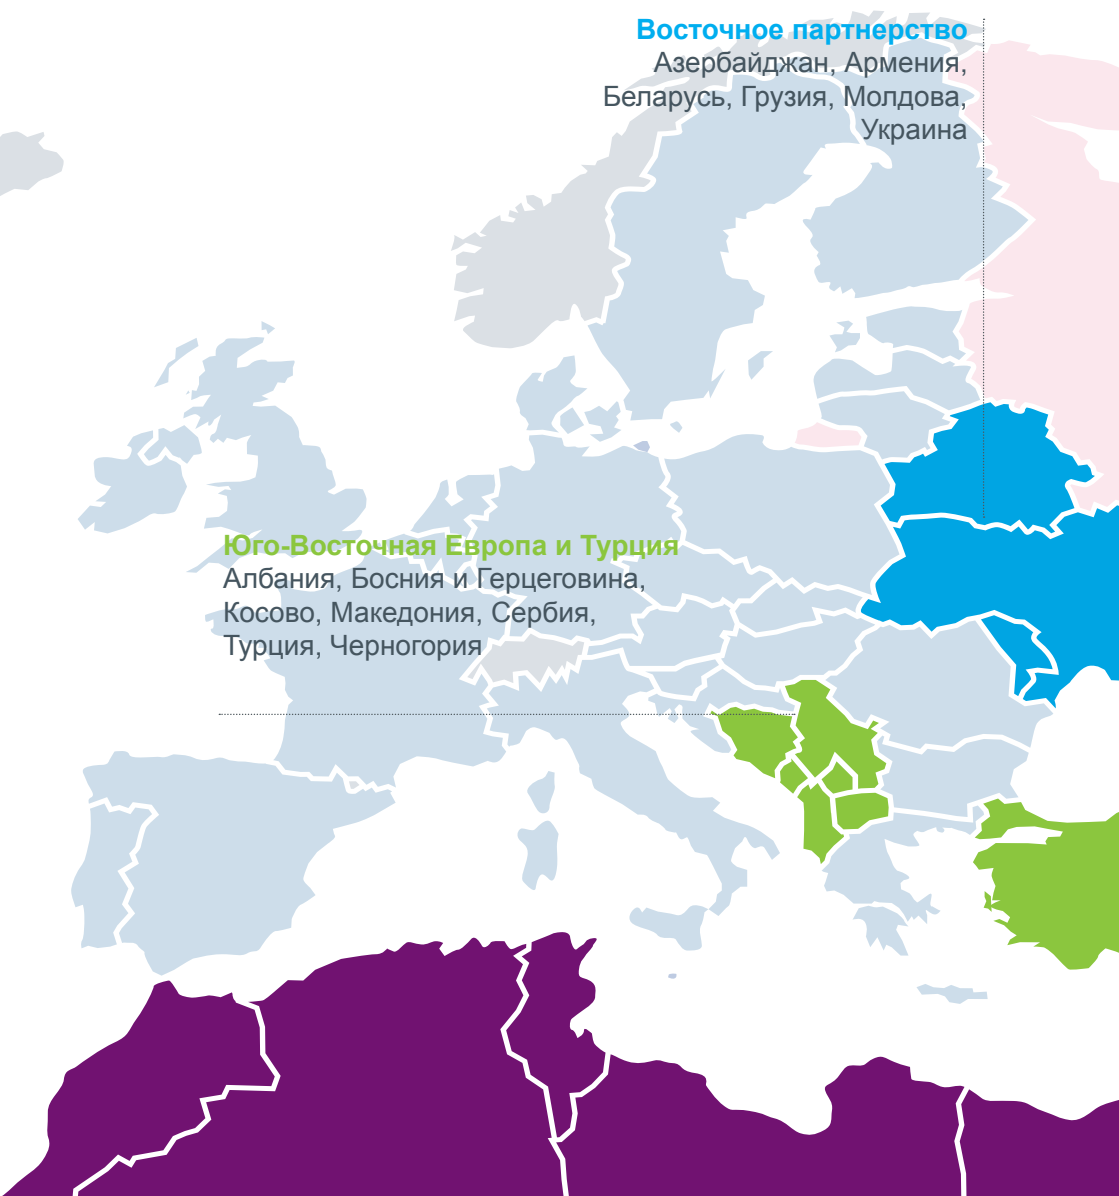 Восточное партнерство
Азербайджан, Армения,
Беларусь, Грузия, Молдова,
Украина
Юго-Восточная Европа и Турция
Албания, Босния и Герцеговина,
Косово, Македония, Сербия,
Турция, Черногория